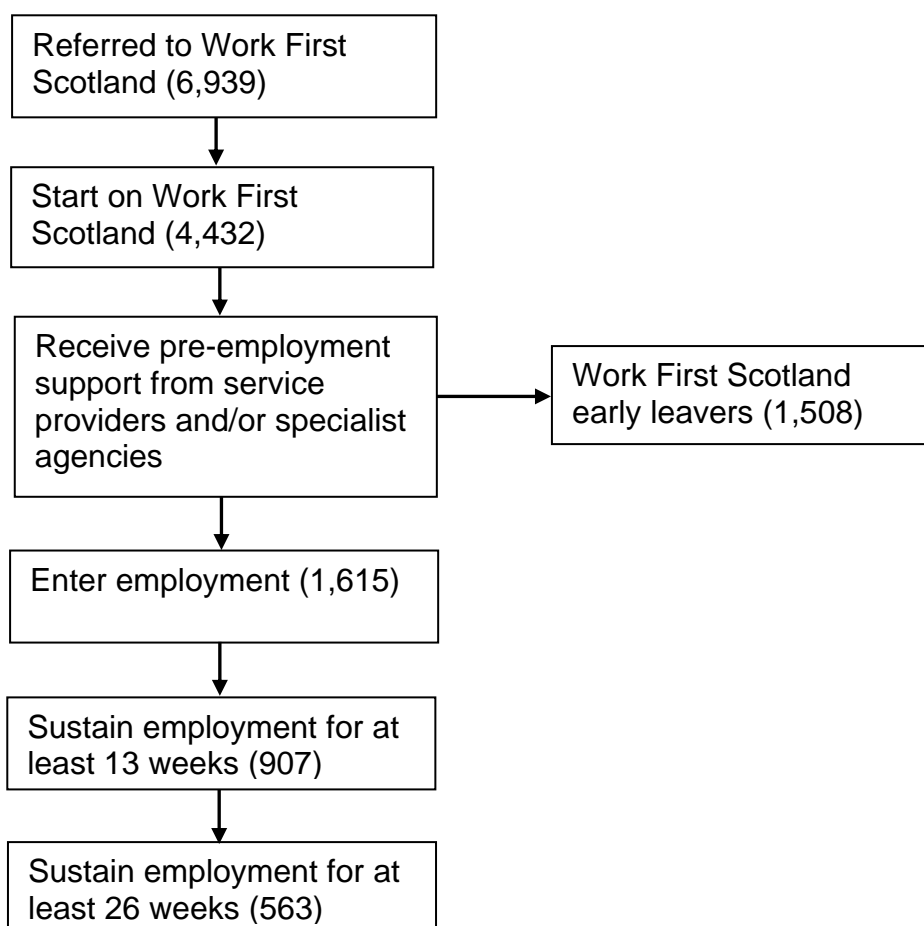 Referred to Work First
Scotland (6,939)
Start on Work First
Scotland (4,432)
Receive pre-employment
support from service
providers and/or specialist
agencies
Work First Scotland
early leavers (1,508)
Enter employment (1,615)
Sustain employment for at
least 13 weeks (907)
Sustain employment for at
least 26 weeks (563)